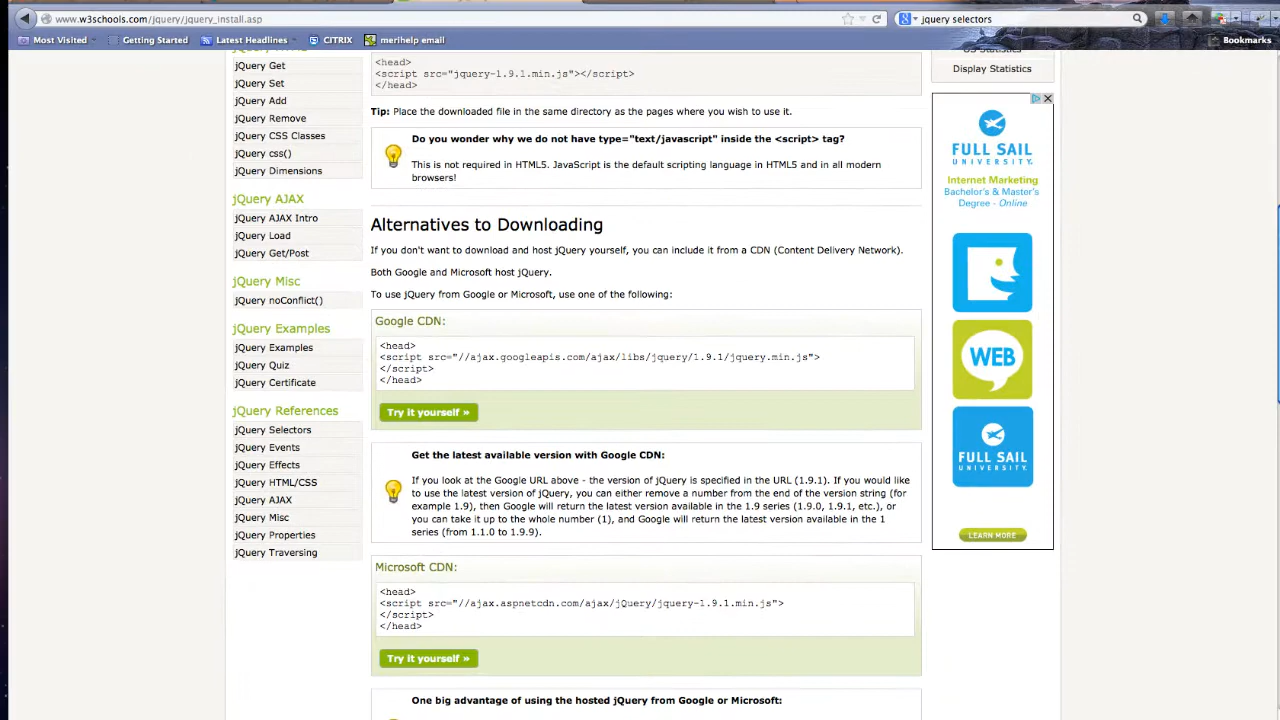 www.w3schools.com/jquery/jquery_install.asp
jquery selectors
Most Visited
Getting Started
Latest Headlines
CITRIX
merihelp email
Bookmarks
jQuery Get
jQuery Set
jQuery Add
jQuery Remove
jQuery CSS Classes
jQuery css()
jQuery Dimensions
jQuery AJAX
jQuery AJAX Intro
jQuery Load
jQuery Get/Post
jQuery Misc
jQuery noConflict()
jQuery Examples
jQuery Examples
jQuery Quiz
jQuery Certificate
jQuery References
jQuery Selectors
jQuery Events
jQuery Effects
jQuery HTML/CSS
jQuery AJAX
jQuery Misc
jQuery Properties
jQuery Traversing
<head>
<script src="jquery-1.9.1.min.js"></script>
</head>
Tip: Place the downloaded file in the same directory as the pages where you wish to use it.
Do you wonder why we do not have type="text/javascript" inside the <script> tag?
This is not required in HTML5. JavaScript is the default scripting language in HTML5 and in all modern
browsers!
Alternatives to Downloading
If you don't want to download and host jQuery yourself, you can include it from a CDN (Content Delivery Network).
Both Google and Microsoft host jQuery.
To use jQuery from Google or Microsoft, use one of the following:
Google CDN:
<head>
<script src="//ajax.googleapis.com/ajax/libs/jquery/1.9.1/jquery.min.js">
</script>
</head>
Try it yourself »
Get the latest available version with Google CDN:
If you look at the Google URL above - the version of jQuery is specified in the URL (1.9.1). If you would like
to use the latest version of jQuery, you can either remove a number from the end of the version string (for
example 1.9), then Google will return the latest version available in the 1.9 series (1.9.0, 1.9.1, etc.), or
you can take it up to the whole number (1), and Google will return the latest version available in the 1
series (from 1.1.0 to 1.9.9).
Microsoft CDN:
<head>
<script src="//ajax.aspnetcdn.com/ajax/jQuery/jquery-1.9.1.min.js">
</script>
</head>
Try it yourself »
One big advantage of using the hosted jQuery from Google or Microsoft:
OS Statistics
Display Statistics
FULL SAIL
UNIVERSITY.
Internet Marketing
Bachelor's & Master's
Degree - Online
WEB
FULL SAIL
UNIVERSITY.
LEARN MORE